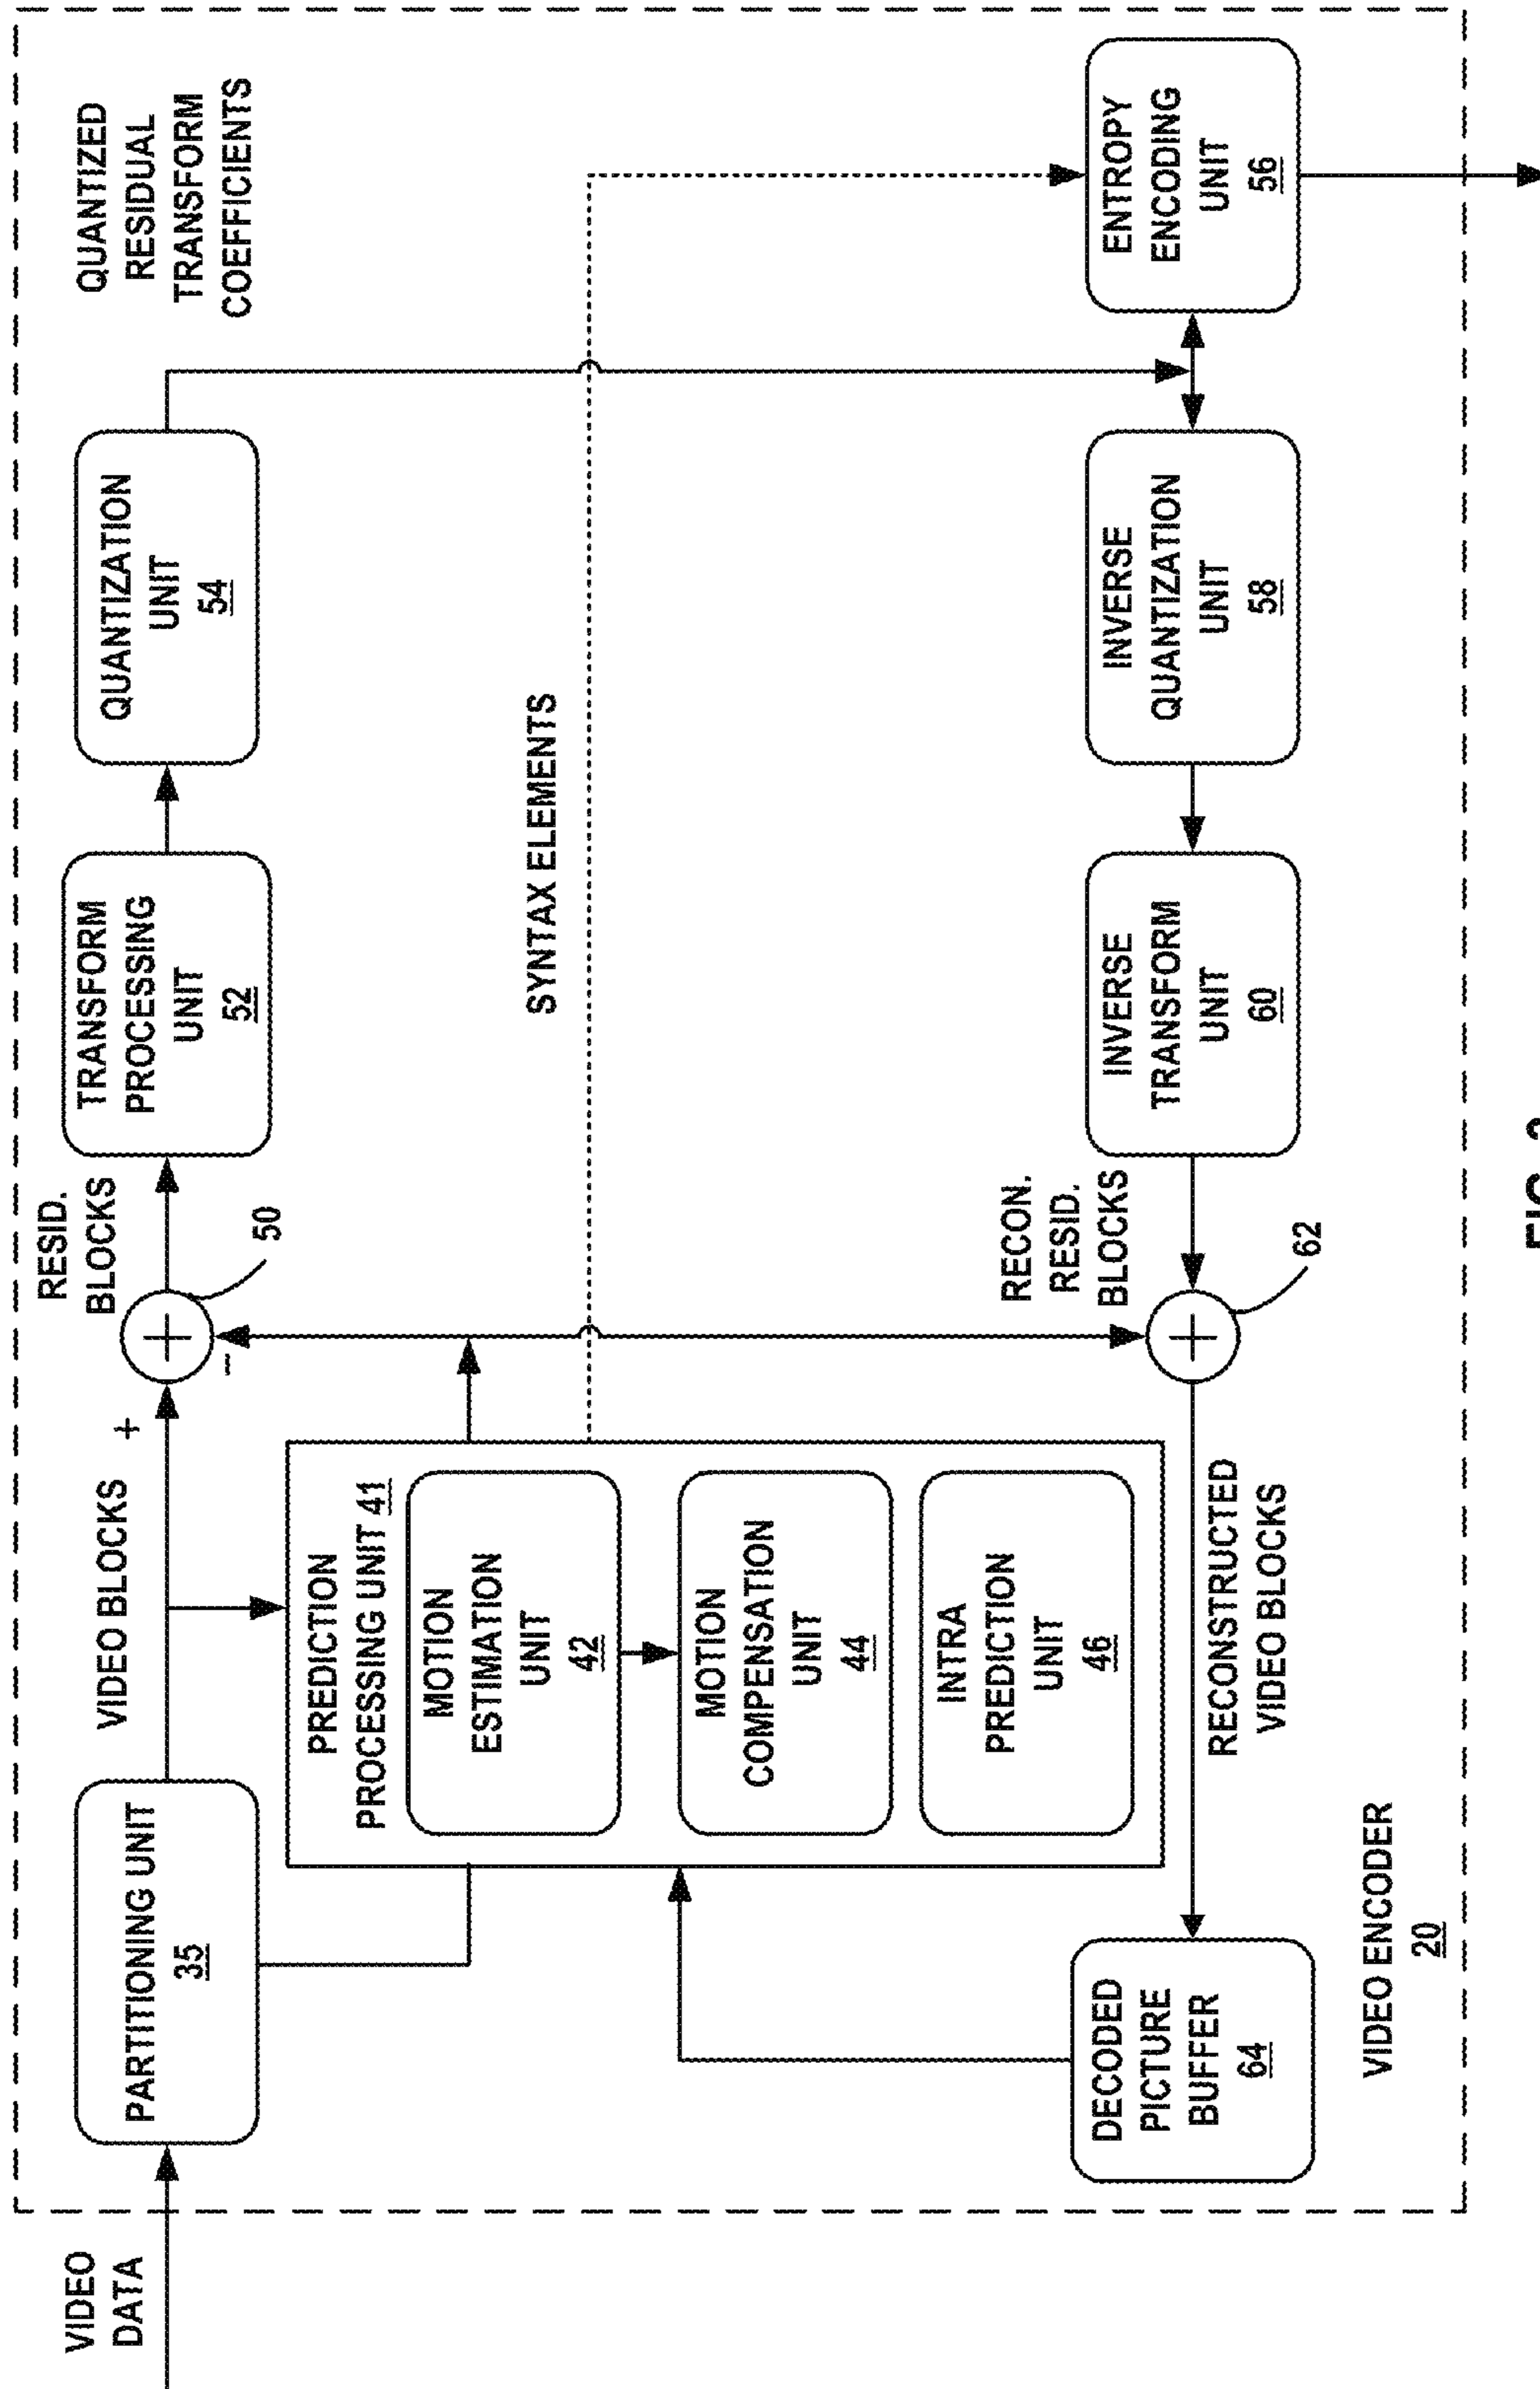 VIDEO
DATA
PARTITIONING UNIT
35
VIDEO BLOCKS
+
−
RESID.
BLOCKS
50
TRANSFORM
PROCESSING
UNIT
52
QUANTIZATION
UNIT
54
QUANTIZED
RESIDUAL
TRANSFORM
COEFFICIENTS
PREDICTION
PROCESSING UNIT 41
MOTION
ESTIMATION
UNIT
42
MOTION
COMPENSATION
UNIT
44
INTRA
PREDICTION
UNIT
46
SYNTAX ELEMENTS
DECODED
PICTURE
BUFFER
64
RECONSTRUCTED
VIDEO BLOCKS
RECON.
RESID.
BLOCKS
62
INVERSE
TRANSFORM
UNIT
60
INVERSE
QUANTIZATION
UNIT
58
ENTROPY
ENCODING
UNIT
56
VIDEO ENCODER
20